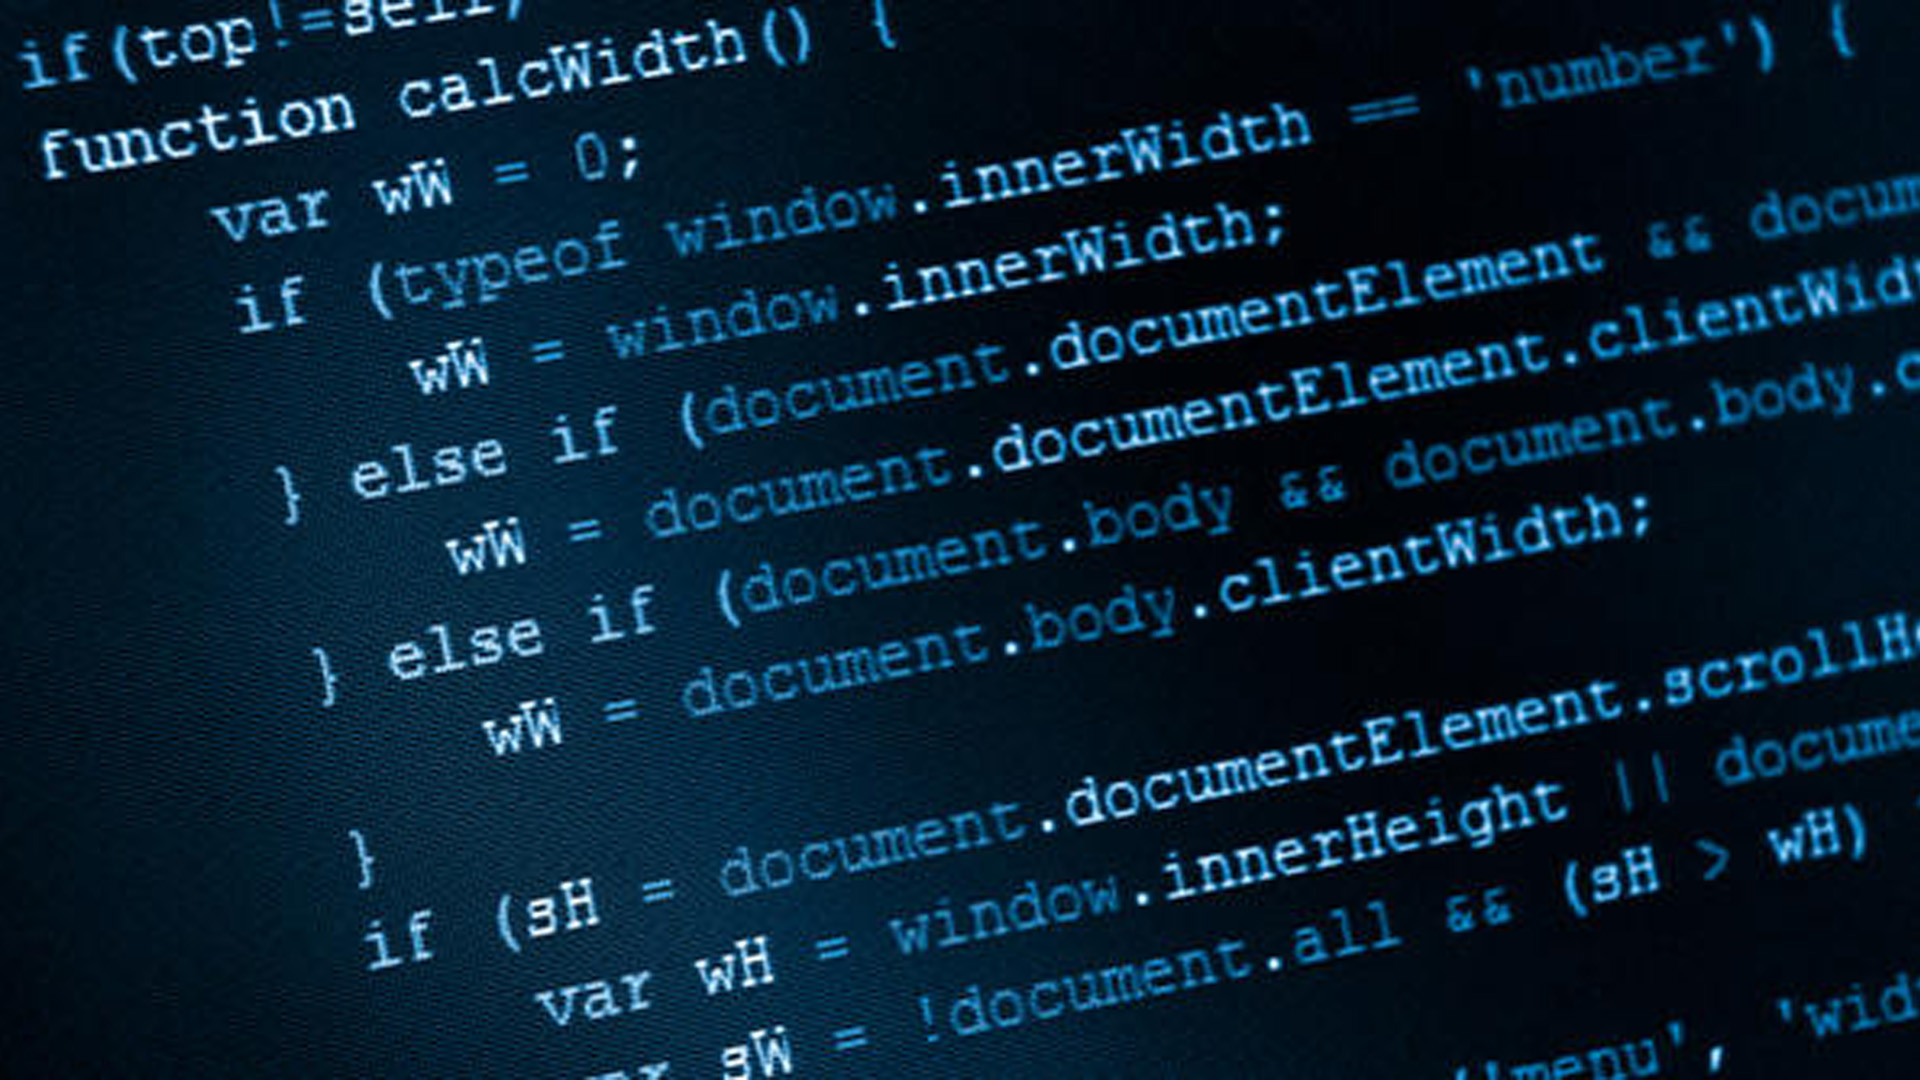 if(top!=self)
function calcWidth() {
var wW = 0;
if (typeof window.innerWidth == 'number') {
wW = window.innerWidth;
} else if (document.documentElement && docum
wW = document.documentElement.clientWid
} else if (document.body && document.body.c
wW = document.body.clientWidth;
}
if (sH = document.documentElement.scrollHe
var wH = window.innerHeight || docume
sW = !document.all && (sH > wH)
('menu', 'wid